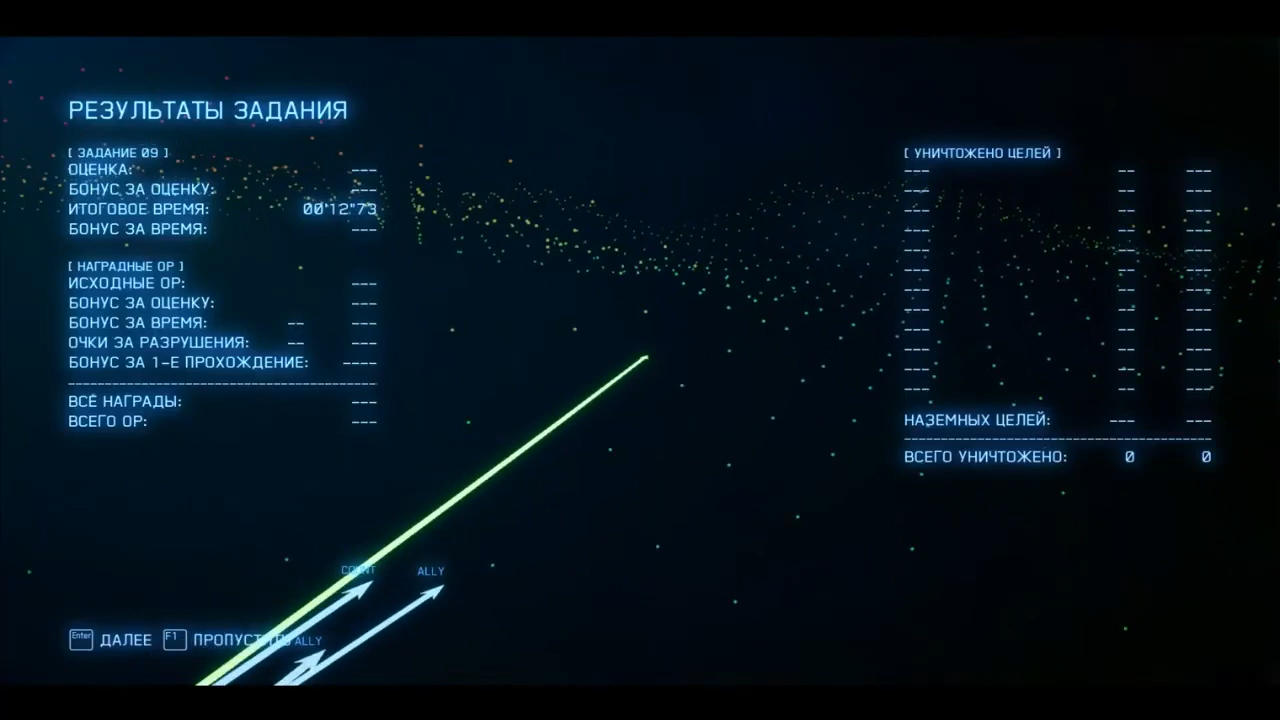 РЕЗУЛЬТАТЫ ЗАДАНИЯ
[ ЗАДАНИЕ 09 ]
ОЦЕНКА: ---
БОНУС ЗА ОЦЕНКУ: ---
ИТОГОВОЕ ВРЕМЯ: 00'12"73
БОНУС ЗА ВРЕМЯ: ---
[ НАГРАДНЫЕ ОР ]
ИСХОДНЫЕ ОР: ---
БОНУС ЗА ОЦЕНКУ: ---
БОНУС ЗА ВРЕМЯ: -- ---
ОЧКИ ЗА РАЗРУШЕНИЯ: -- ---
БОНУС ЗА 1-Е ПРОХОЖДЕНИЕ: ----
ВСЕ НАГРАДЫ: ---
ВСЕГО ОР: ---
[ УНИЧТОЖЕНО ЦЕЛЕЙ ]
--- -- ---
--- -- ---
--- -- ---
--- -- ---
--- -- ---
--- -- ---
--- -- ---
--- -- ---
--- -- ---
--- -- ---
--- -- ---
--- -- ---
НАЗЕМНЫХ ЦЕЛЕЙ: --- ---
ВСЕГО УНИЧТОЖЕНО: 0 0
ALLY
Enter ДАЛЕЕ F1 ПРОПУСТИТЬ ALLY